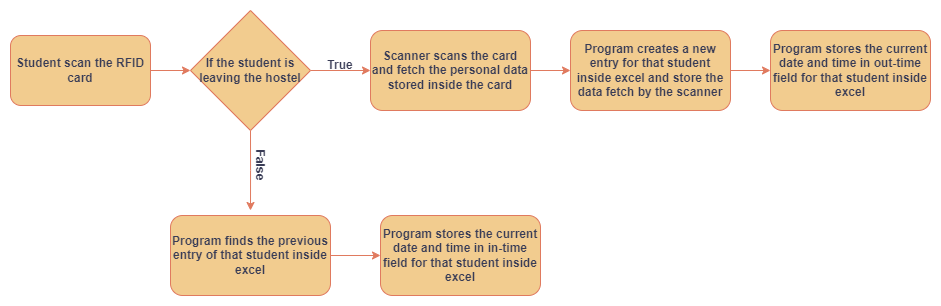 Student scan the RFID
card
If the student is
leaving the hostel
True
Scanner scans the card
and fetch the personal data
stored inside the card
Program creates a new
entry for that student
inside excel and store the
data fetch by the scanner
Program stores the current
date and time in out-time
field for that student inside
excel
False
Program finds the previous
entry of that student inside
excel
Program stores the current
date and time in in-time
field for that student inside
excel